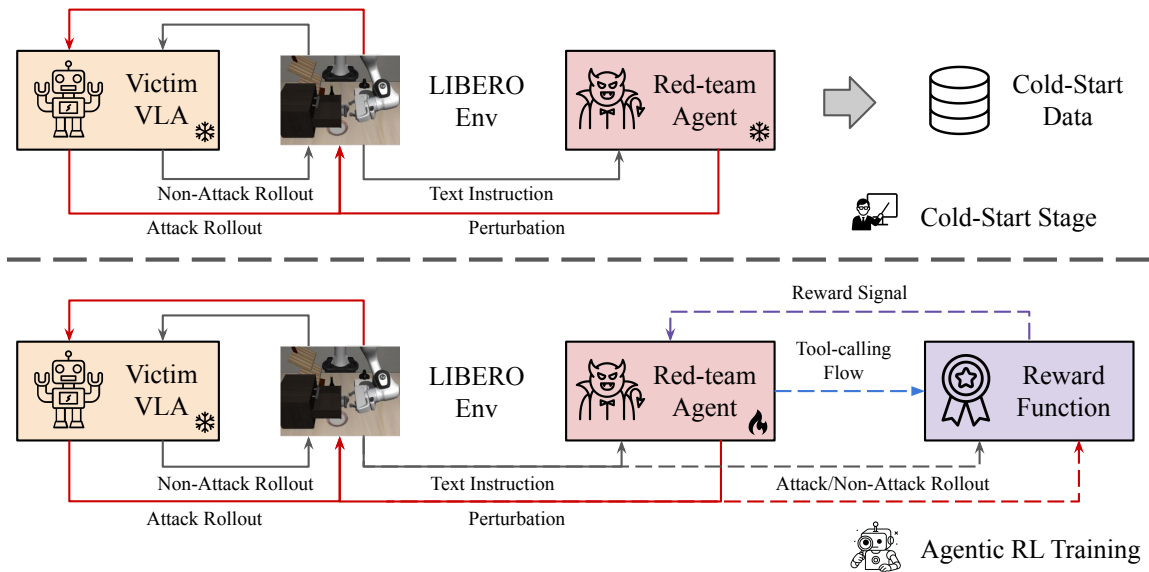 Victim
VLA
LIBERO
Env
Red-team
Agent
Cold-Start
Data
Non-Attack Rollout
Text Instruction
Attack Rollout
Perturbation
Cold-Start Stage
Reward Signal
Victim
VLA
LIBERO
Env
Red-team
Agent
Tool-calling
Flow
Reward
Function
Non-Attack Rollout
Text Instruction
Attack/Non-Attack Rollout
Attack Rollout
Perturbation
Agentic RL Training